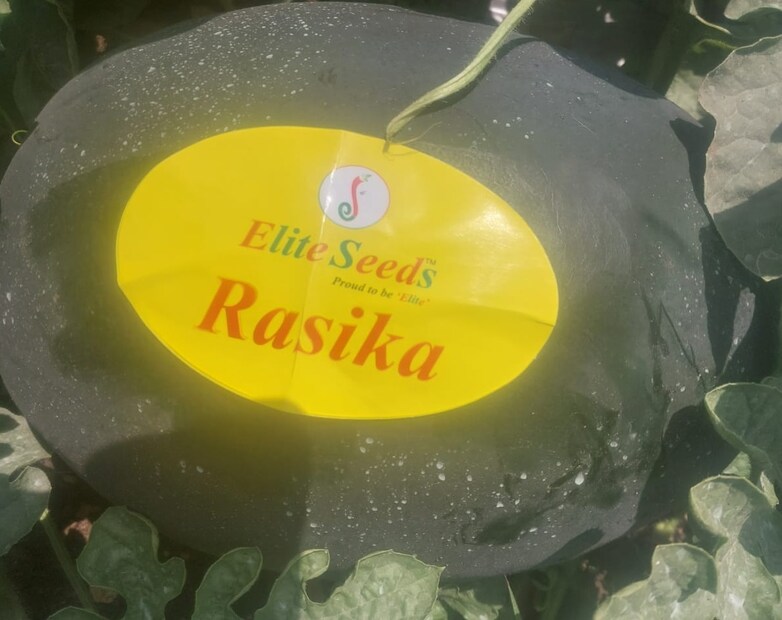 Elite Seeds™
Proud to be 'Elite'
Rasika